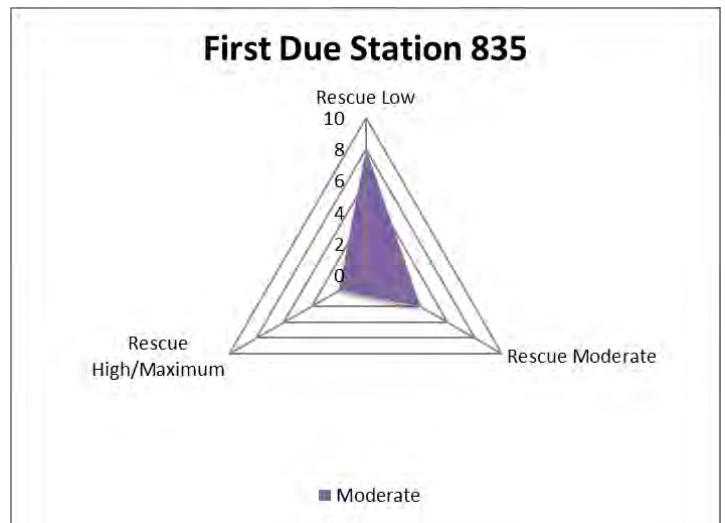 First Due Station 835
Rescue Low
10
8
6
4
2
0
Rescue
High/Maximum
Rescue Moderate
Moderate